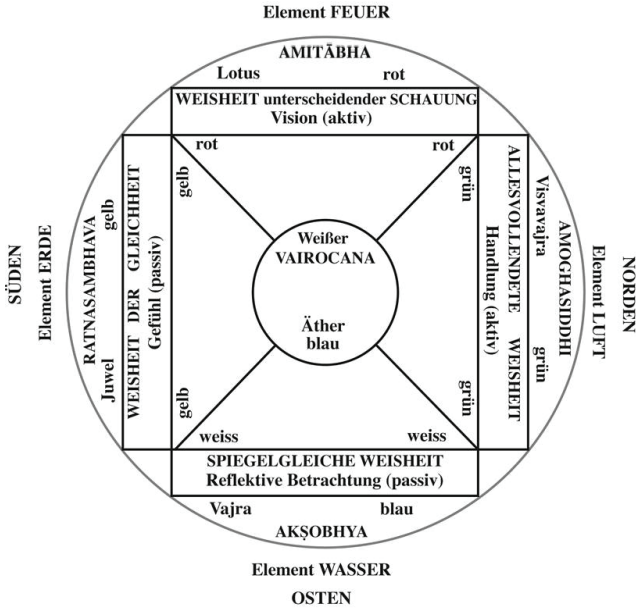 Element FEUER
AMITĀBHA
Lotus rot
WEISHEIT unterscheidender SCHAUUNG
Vision (aktiv)
rot rot
gelb
grün
SÜDEN
Element ERDE
RATNASAMBHAVA
Juwel gelb
WEISHEIT DER GLEICHHEIT
Gefühl (passiv)
Weißer
VAIROCANA
Äther
blau
ALLESVOLLENDETE WEISHEIT
Handlung (aktiv)
Visvavajra grün
AMOGHASIDDHI
Element LUFT
NORDEN
gelb
grün
weiss weiss
SPIEGELGLEICHE WEISHEIT
Reflektive Betrachtung (passiv)
Vajra blau
AKṢOBHYA
Element WASSER
OSTEN